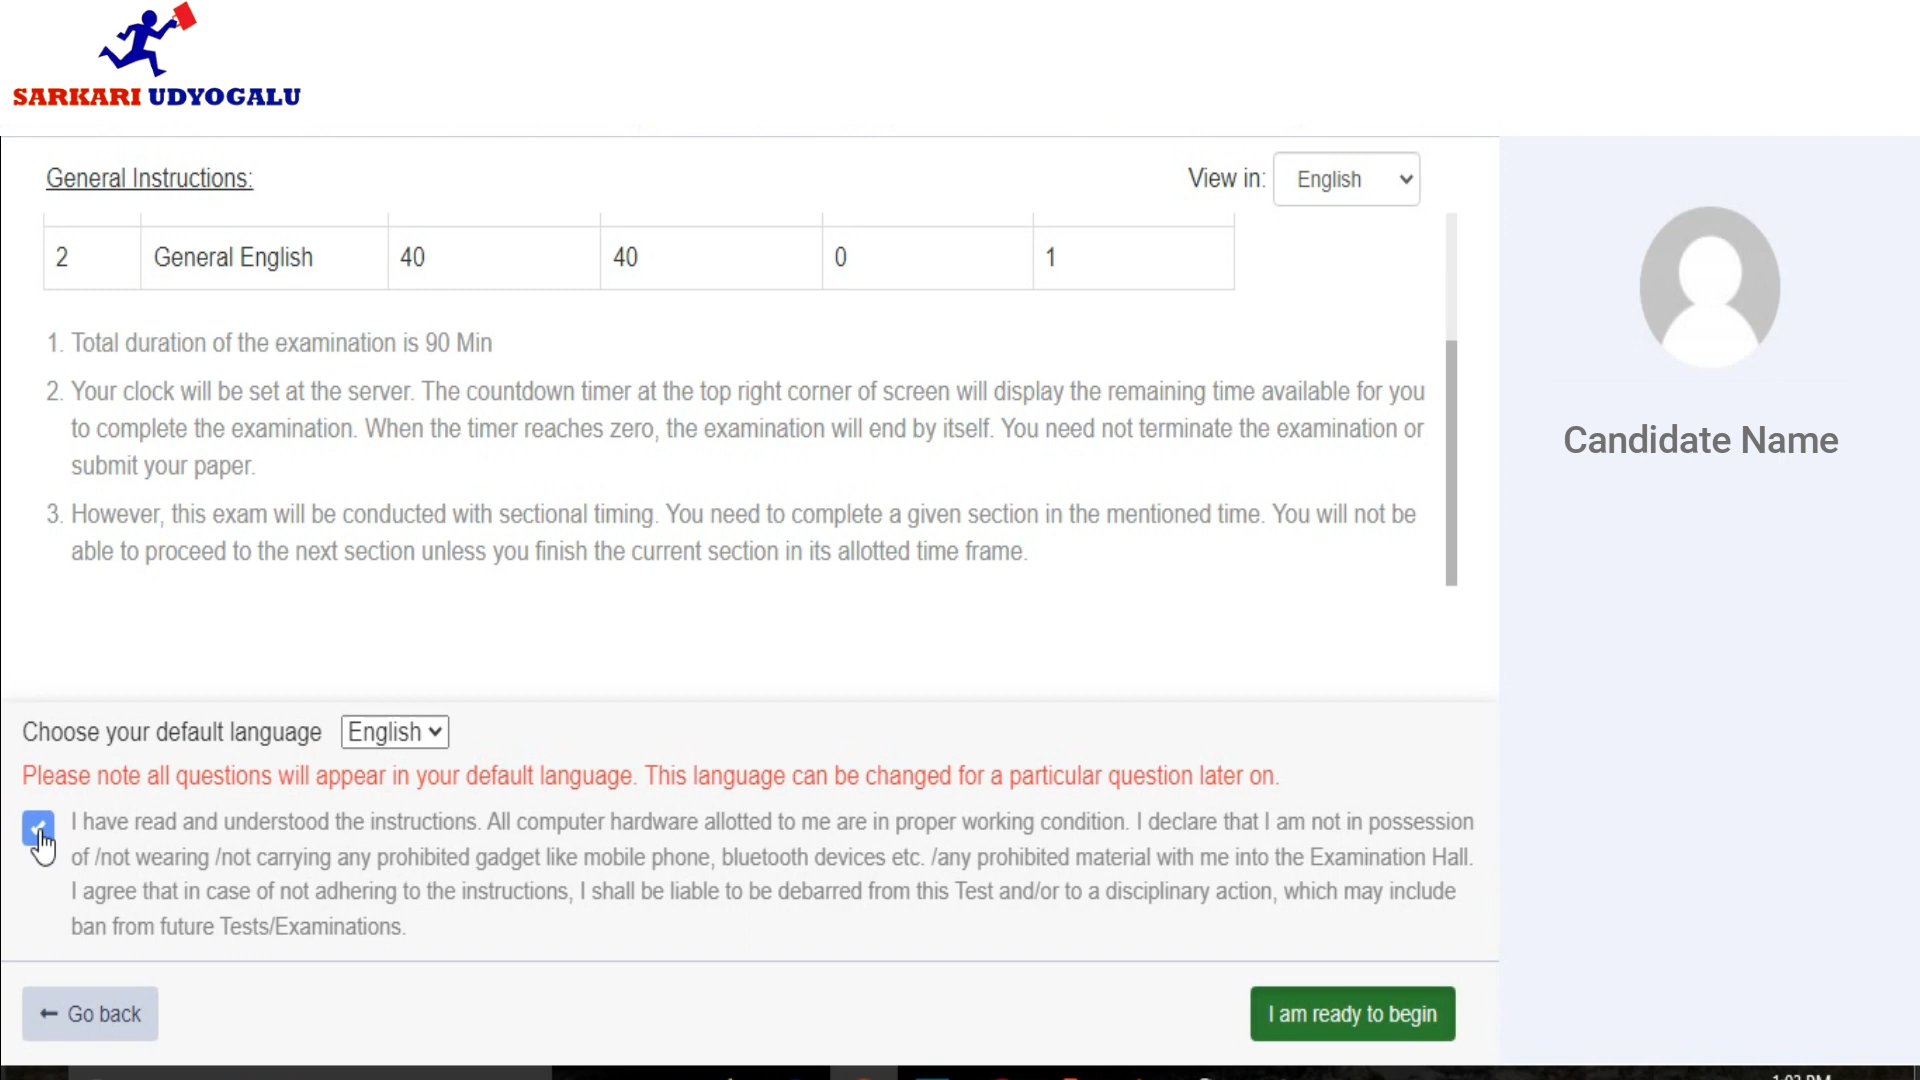 SARKARI UDYOGALU
General Instructions:
View in: English
2 General English 40 40 0 1
1. Total duration of the examination is 90 Min
2. Your clock will be set at the server. The countdown timer at the top right corner of screen will display the remaining time available for you
to complete the examination. When the timer reaches zero, the examination will end by itself. You need not terminate the examination or
submit your paper.
3. However, this exam will be conducted with sectional timing. You need to complete a given section in the mentioned time. You will not be
able to proceed to the next section unless you finish the current section in its allotted time frame.
Candidate Name
Choose your default language English
Please note all questions will appear in your default language. This language can be changed for a particular question later on.
I have read and understood the instructions. All computer hardware allotted to me are in proper working condition. I declare that I am not in possession
of /not wearing /not carrying any prohibited gadget like mobile phone, bluetooth devices etc. /any prohibited material with me into the Examination Hall.
I agree that in case of not adhering to the instructions, I shall be liable to be debarred from this Test and/or to a disciplinary action, which may include
ban from future Tests/Examinations.
Go back
I am ready to begin